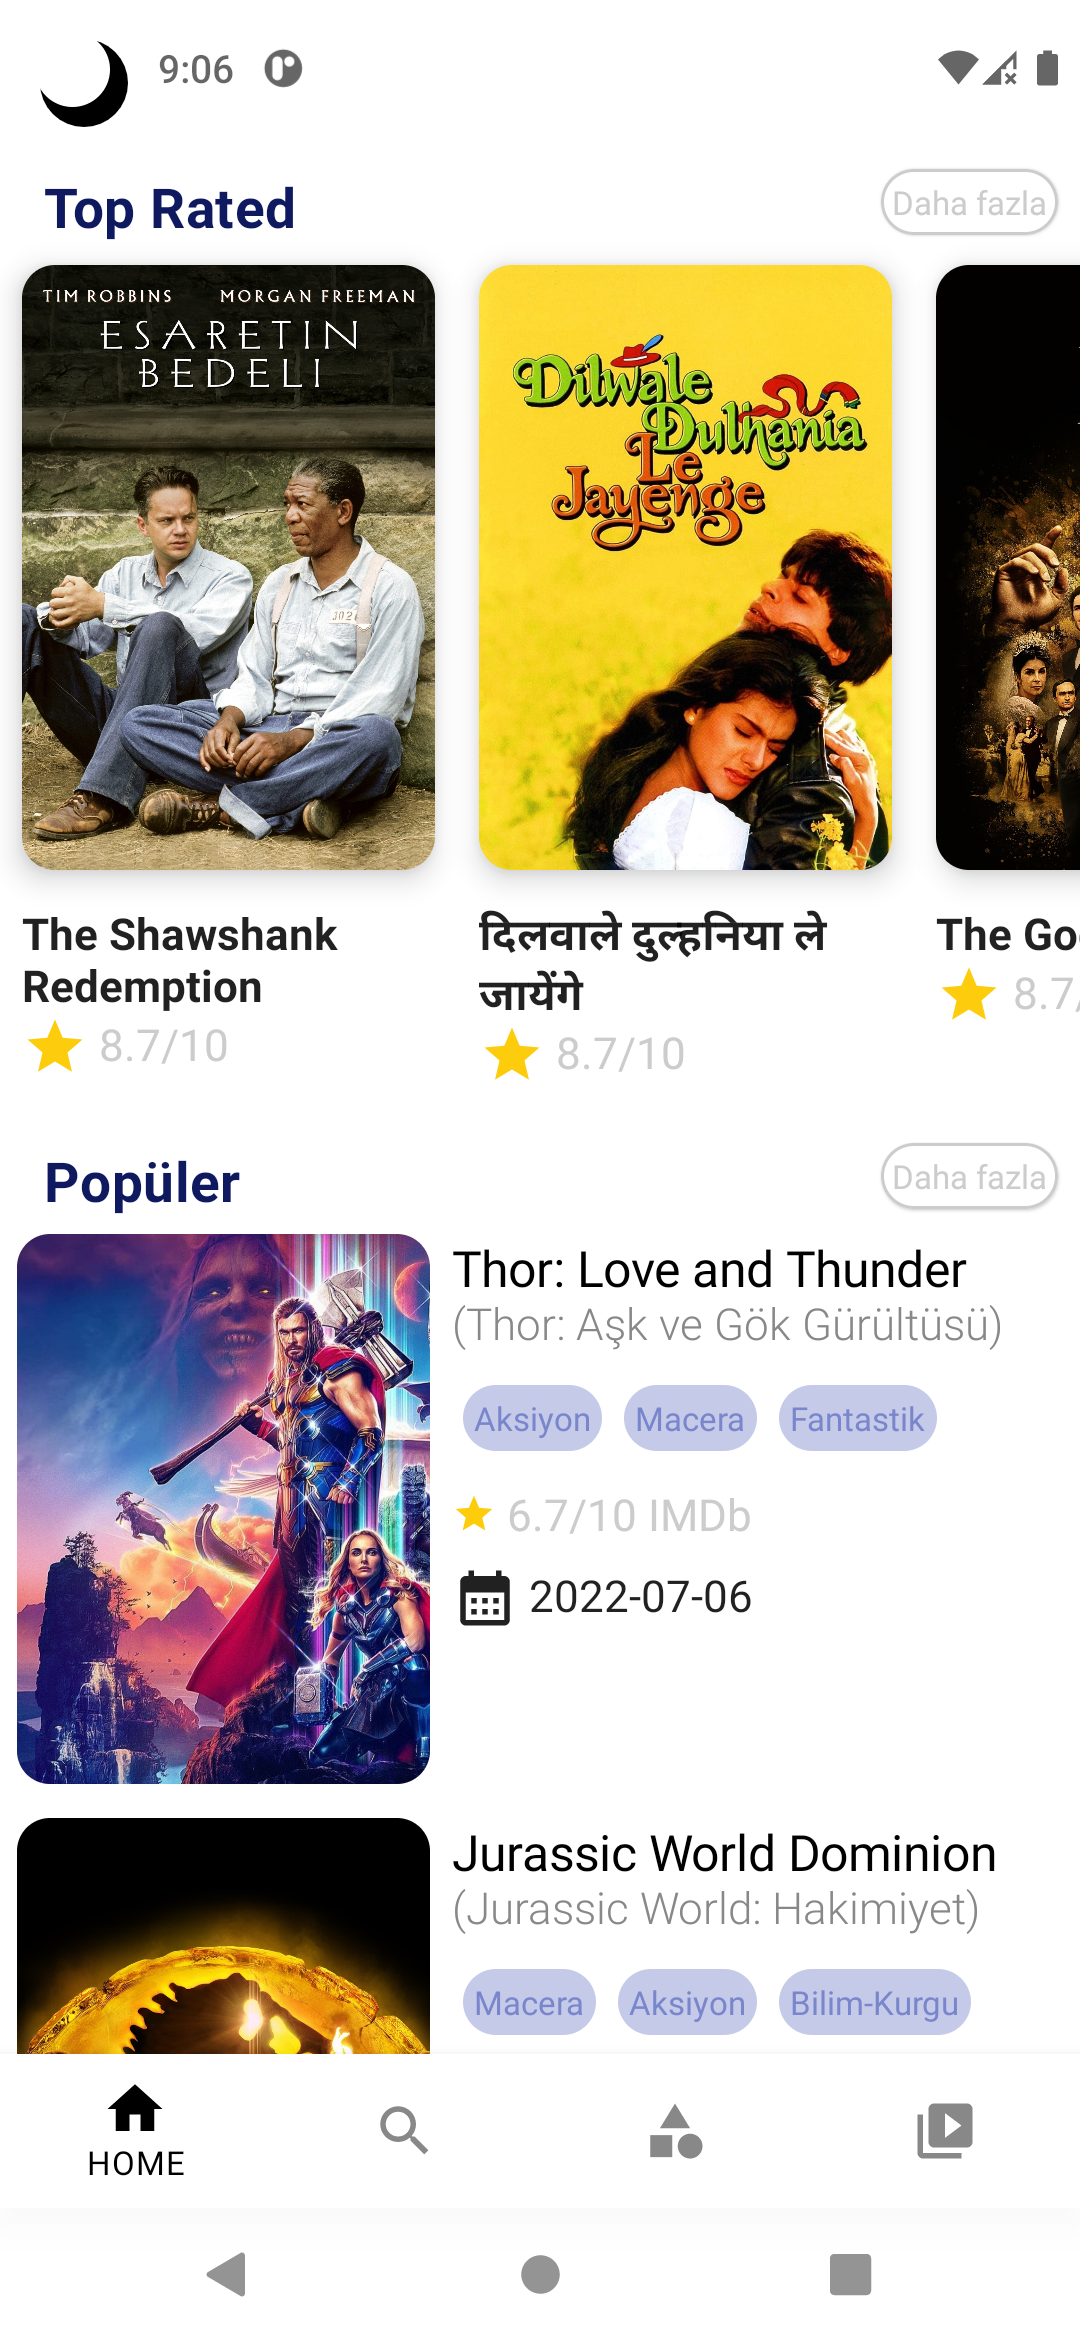 9:06
Top Rated
Daha fazla
TIM ROBBINS MORGAN FREEMAN
ESARETIN
BEDELI
3021
Dilwale
Dulhania
Le
Jayenge
The Shawshank
Redemption
8.7/10
दिलवाले दुल्हनिया ले
जायेंगे
8.7/10
The Go
8.7/
Popüler
Daha fazla
Thor: Love and Thunder
(Thor: Aşk ve Gök Gürültüsü)
Aksiyon Macera Fantastik
6.7/10 IMDb
2022-07-06
Jurassic World Dominion
(Jurassic World: Hakimiyet)
Macera Aksiyon Bilim-Kurgu
HOME